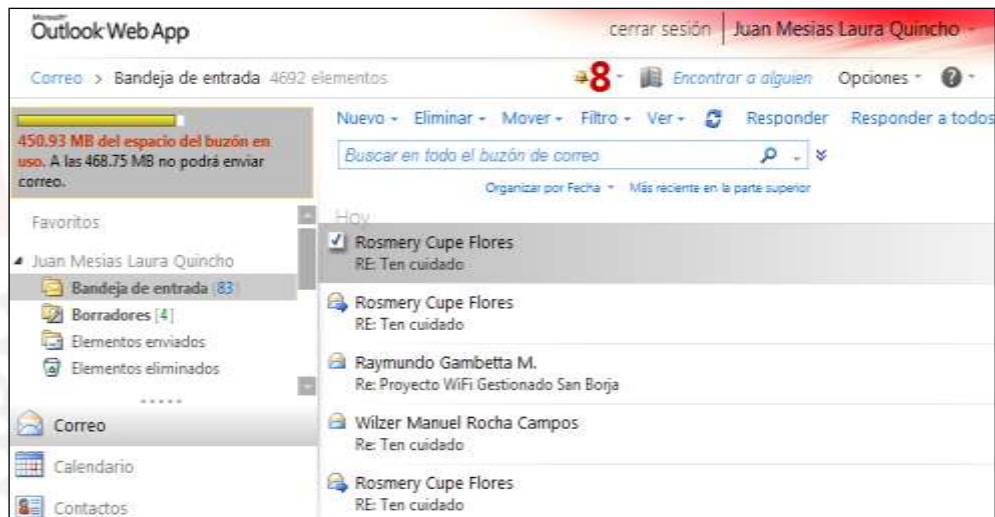 Microsoft®
Outlook Web App
cerrar sesión | Juan Mesias Laura Quincho
Correo > Bandeja de entrada 4692 elementos
8 Encontrar a alguien Opciones ?
450.93 MB del espacio del buzón en
uso. A las 468.75 MB no podrá enviar
correo.
Favoritos
Juan Mesias Laura Quincho
Bandeja de entrada (83)
Borradores [4]
Elementos enviados
Elementos eliminados
Correo
Calendario
Contactos
Nuevo Eliminar Mover Filtro Ver Responder Responder a todos
Buscar en todo el buzón de correo
Organizar por Fecha Más reciente en la parte superior
Hoy
Rosmery Cupe Flores
RE: Ten cuidado
Rosmery Cupe Flores
RE: Ten cuidado
Raymundo Gambetta M.
Re: Proyecto WiFi Gestionado San Borja
Wilzer Manuel Rocha Campos
Re: Ten cuidado
Rosmery Cupe Flores
RE: Ten cuidado